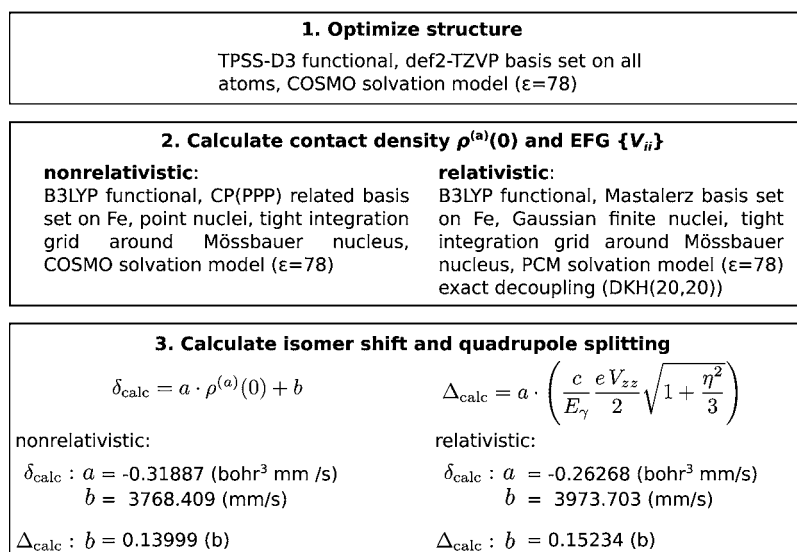 1. Optimize structure
TPSS-D3 functional, def2-TZVP basis set on all
atoms, COSMO solvation model (ε=78)
2. Calculate contact density ρ⁽ᵃ⁾(0) and EFG {Vᵢᵢ}
nonrelativistic:
B3LYP functional, CP(PPP) related basis
set on Fe, point nuclei, tight integration
grid around Mössbauer nucleus,
COSMO solvation model (ε=78)
relativistic:
B3LYP functional, Mastalerz basis set
on Fe, Gaussian finite nuclei, tight
integration grid around Mössbauer
nucleus, PCM solvation model (ε=78)
exact decoupling (DKH(20,20))
3. Calculate isomer shift and quadrupole splitting
δcalc = a · ρ⁽ᵃ⁾(0) + b
Δcalc = a · ( c/Eγ eVzz/2 √(1 + η²/3) )
nonrelativistic:
δcalc : a = -0.31887 (bohr³ mm /s)
b = 3768.409 (mm/s)
Δcalc : b = 0.13999 (b)
relativistic:
δcalc : a = -0.26268 (bohr³ mm/s)
b = 3973.703 (mm/s)
Δcalc : b = 0.15234 (b)